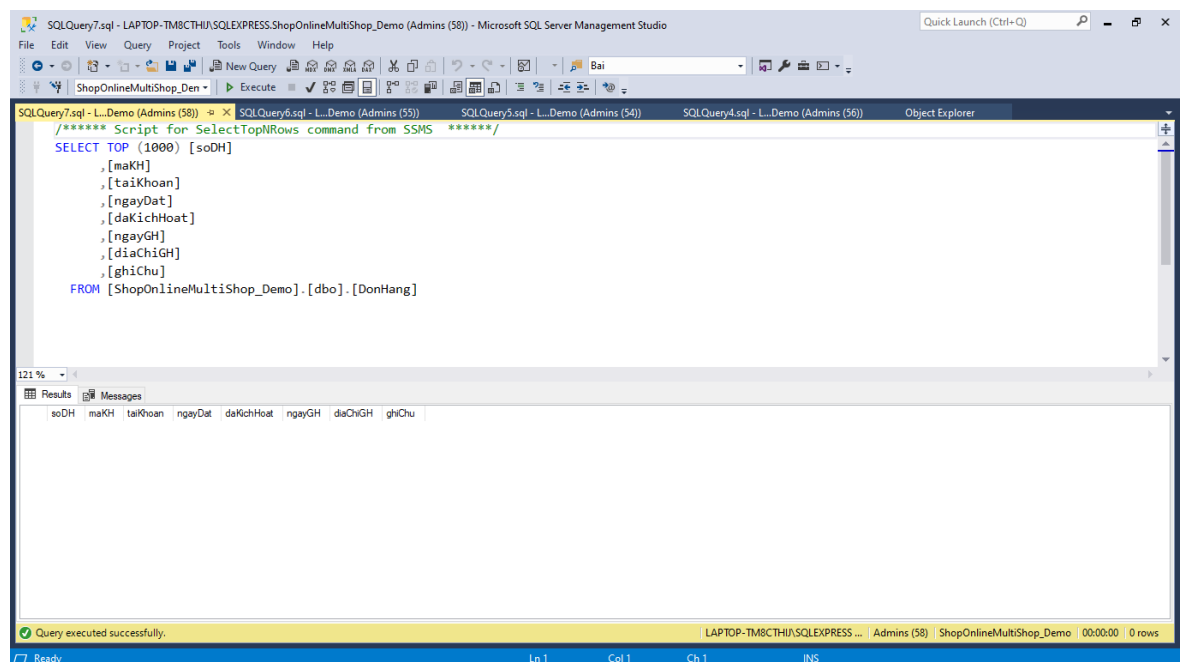 SQLQuery7.sql - LAPTOP-TM8CTHIJ\SQLEXPRESS.ShopOnlineMultiShop_Demo (Admins (58)) - Microsoft SQL Server Management Studio
Quick Launch (Ctrl+Q)
File Edit View Query Project Tools Window Help
New Query MDX DMX XMLA DAX Bai
ShopOnlineMultiShop_Den Execute
SQLQuery7.sql - L...Demo (Admins (58)) SQLQuery6.sql - L...Demo (Admins (55)) SQLQuery5.sql - L...Demo (Admins (54)) SQLQuery4.sql - L...Demo (Admins (56)) Object Explorer
/****** Script for SelectTopNRows command from SSMS ******/
SELECT TOP (1000) [soDH]
,[maKH]
,[taiKhoan]
,[ngayDat]
,[daKichHoat]
,[ngayGH]
,[diaChiGH]
,[ghiChu]
FROM [ShopOnlineMultiShop_Demo].[dbo].[DonHang]
121 %
Results Messages
soDH maKH taiKhoan ngayDat daKichHoat ngayGH diaChiGH ghiChu
Query executed successfully. LAPTOP-TM8CTHIJ\SQLEXPRESS ... Admins (58) ShopOnlineMultiShop_Demo 00:00:00 0 rows
Ready Ln 1 Col 1 Ch 1 INS